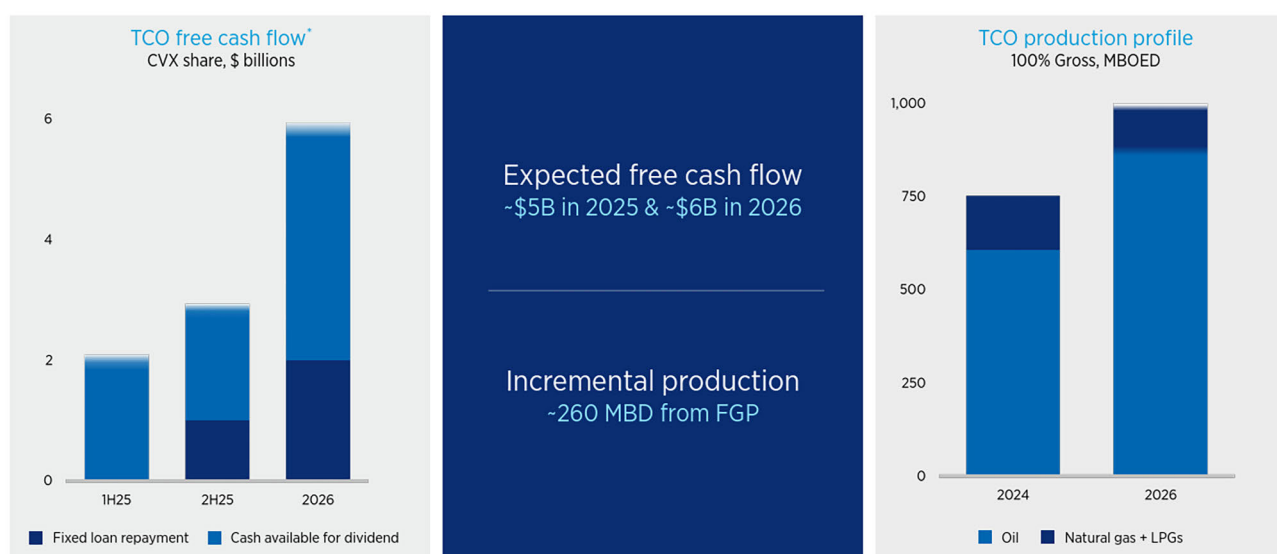 TCO free cash flow*
CVX share, $ billions
6
4
2
0
1H25
2H25
2026
Fixed loan repayment
Cash available for dividend
Expected free cash flow
~$5B in 2025 & ~$6B in 2026
Incremental production
~260 MBD from FGP
TCO production profile
100% Gross, MBOED
1,000
750
500
250
0
2024
2026
Oil
Natural gas + LPGs